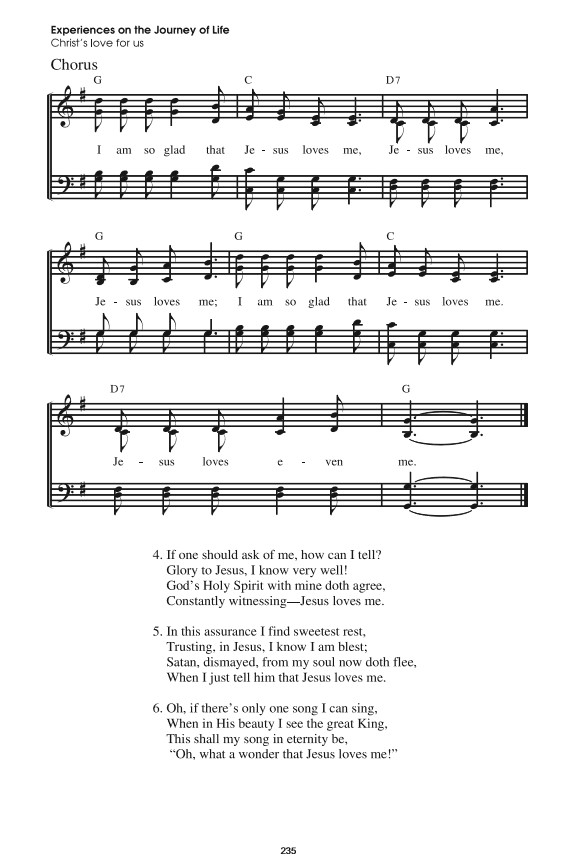 Experiences on the Journey of Life
Christ's love for us
Chorus
G C D7
I am so glad that Je - sus loves me, Je - sus loves me,
G G C
Je - sus loves me; I am so glad that Je - sus loves me.
D7 G
Je - sus loves e - ven me.
4. If one should ask of me, how can I tell?
Glory to Jesus, I know very well!
God's Holy Spirit with mine doth agree,
Constantly witnessing—Jesus loves me.
5. In this assurance I find sweetest rest,
Trusting, in Jesus, I know I am blest;
Satan, dismayed, from my soul now doth flee,
When I just tell him that Jesus loves me.
6. Oh, if there's only one song I can sing,
When in His beauty I see the great King,
This shall my song in eternity be,
“Oh, what a wonder that Jesus loves me!”
235